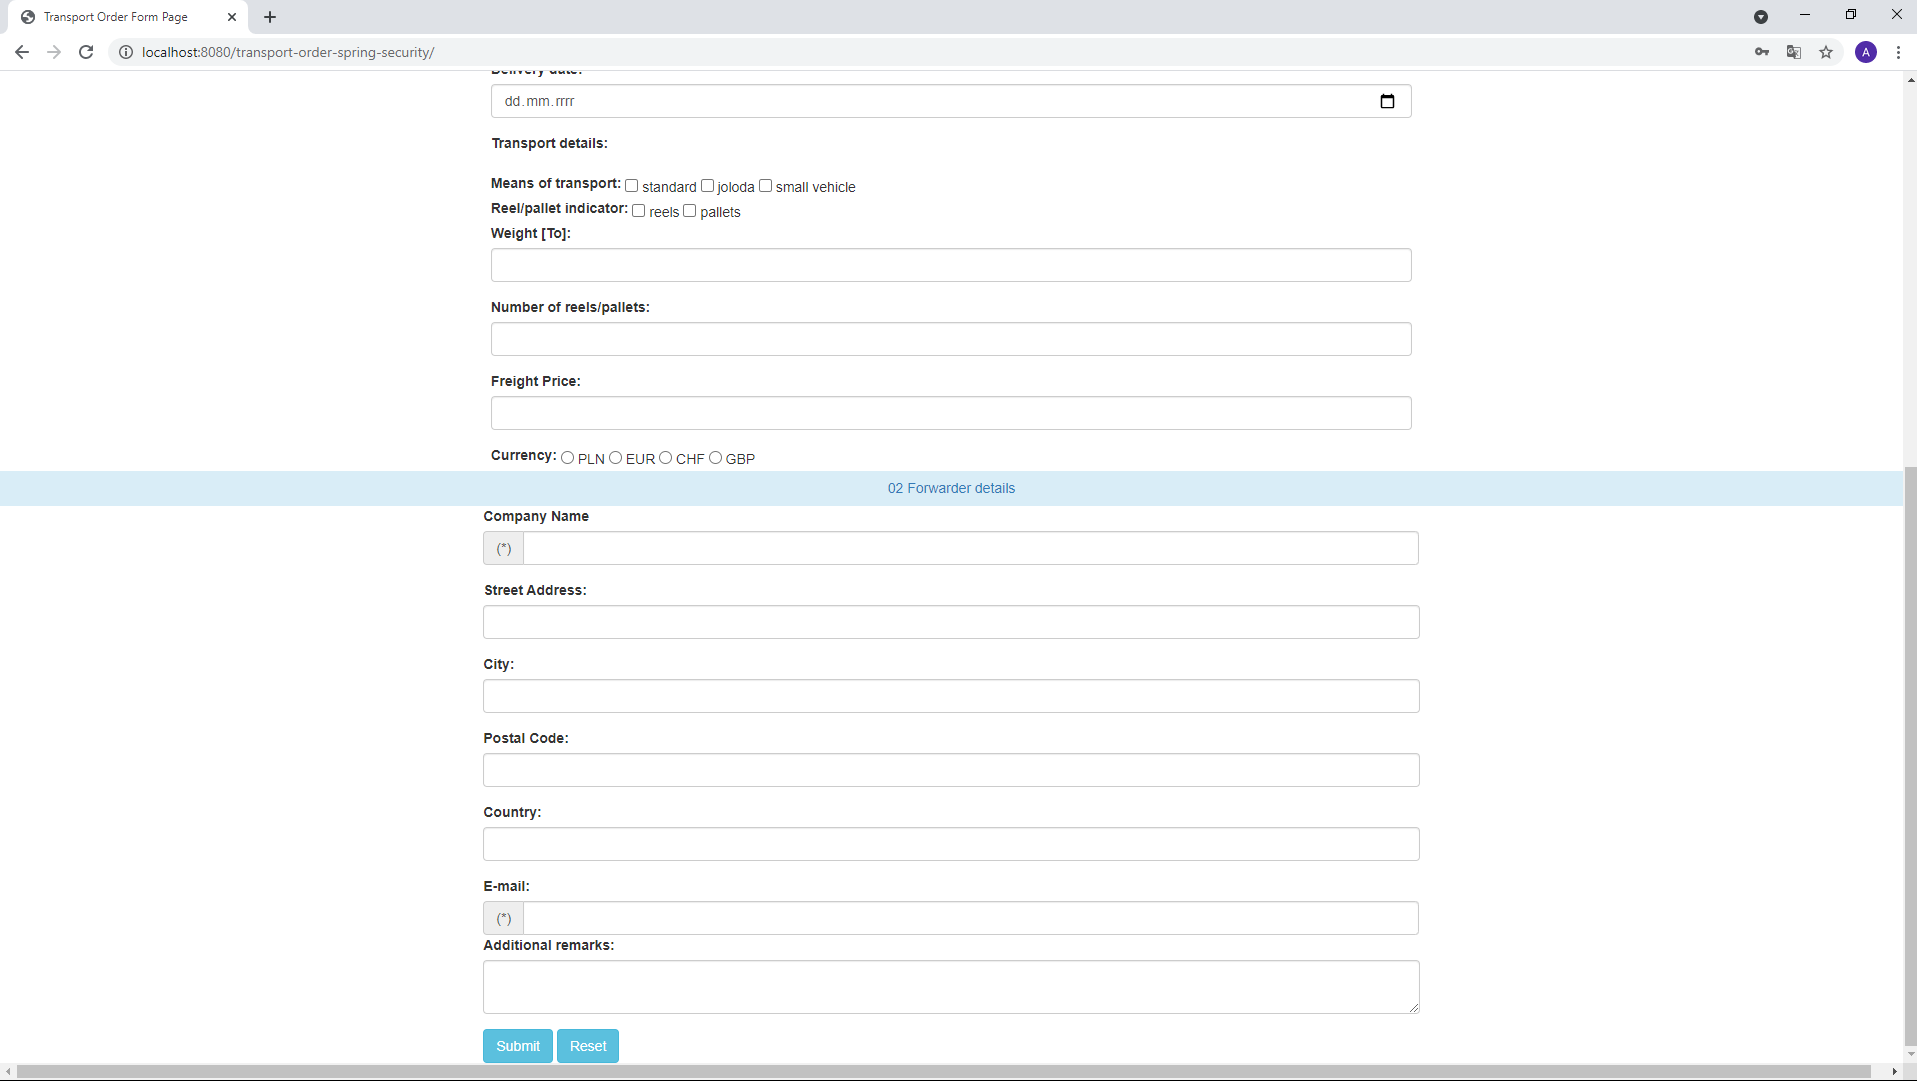 Transport Order Form Page
localhost:8080/transport-order-spring-security/
A
Delivery date:
dd.mm.rrrr
Transport details:
Means of transport: standard joloda small vehicle
Reel/pallet indicator: reels pallets
Weight [To]:
Number of reels/pallets:
Freight Price:
Currency: PLN EUR CHF GBP
02 Forwarder details
Company Name
(*)
Street Address:
City:
Postal Code:
Country:
E-mail:
(*)
Additional remarks:
Submit Reset